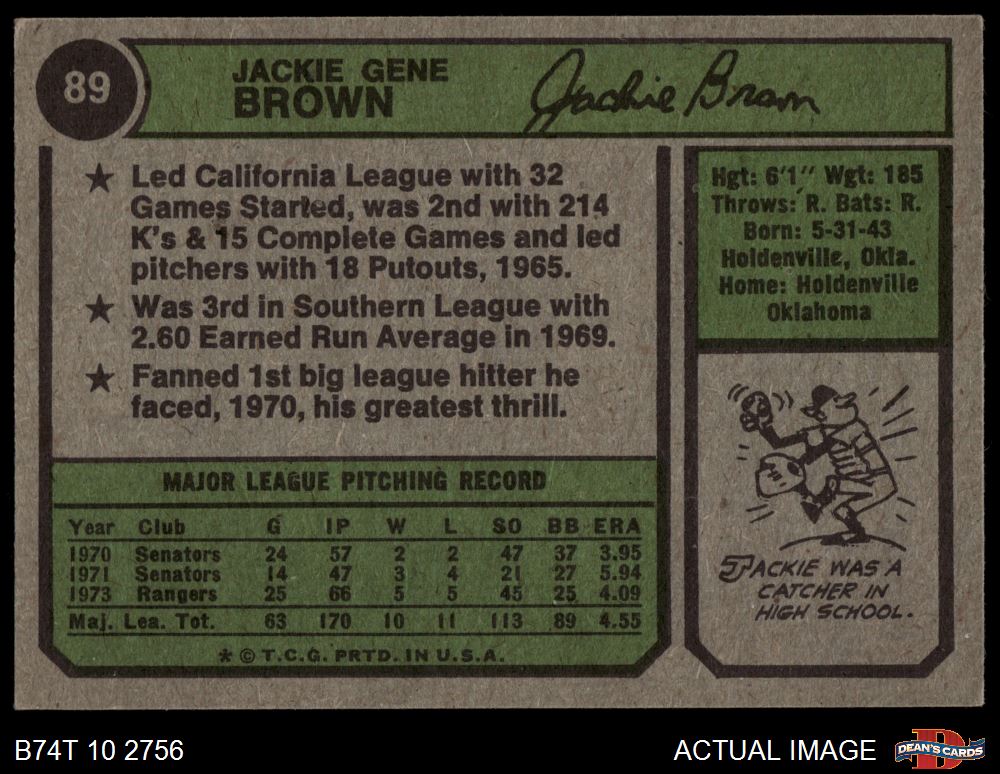 89
JACKIE GENE
BROWN
Jackie Brown
★ Led California League with 32
Games Started, was 2nd with 214
K's & 15 Complete Games and led
pitchers with 18 Putouts, 1965.
★ Was 3rd in Southern League with
2.60 Earned Run Average in 1969.
★ Fanned 1st big league hitter he
faced, 1970, his greatest thrill.
Hgt: 6'1" Wgt: 185
Throws: R. Bats: R.
Born: 5-31-43
Holdenville, Okla.
Home: Holdenville
Oklahoma
JACKIE WAS A
CATCHER IN
HIGH SCHOOL.
MAJOR LEAGUE PITCHING RECORD
Year Club G IP W L SO BB ERA
1970 Senators 24 57 2 2 47 37 3.95
1971 Senators 14 47 3 4 21 27 5.94
1973 Rangers 25 66 5 5 45 25 4.09
Maj. Lea. Tot. 63 170 10 11 113 89 4.55
* © T.C.G. PRTD. IN U.S.A.
B74T 10 2756
ACTUAL IMAGE
DEAN'S CARDS